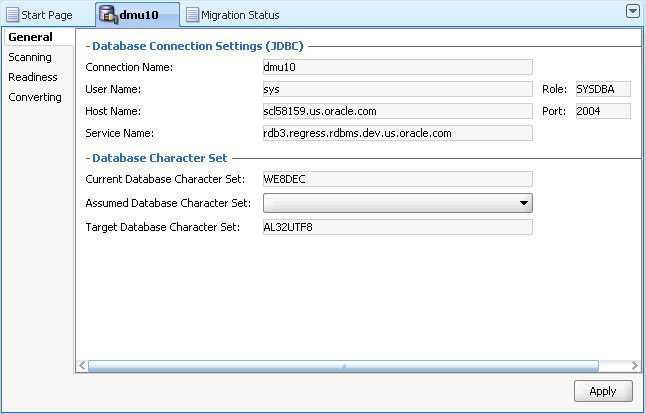 Start Page dmu10 Migration Status
General
Scanning
Readiness
Converting
- Database Connection Settings (JDBC)
Connection Name: dmu10
User Name: sys Role: SYSDBA
Host Name: scl58159.us.oracle.com Port: 2004
Service Name: rdb3.regress.rdbms.dev.us.oracle.com
- Database Character Set
Current Database Character Set: WE8DEC
Assumed Database Character Set:
Target Database Character Set: AL32UTF8
Apply